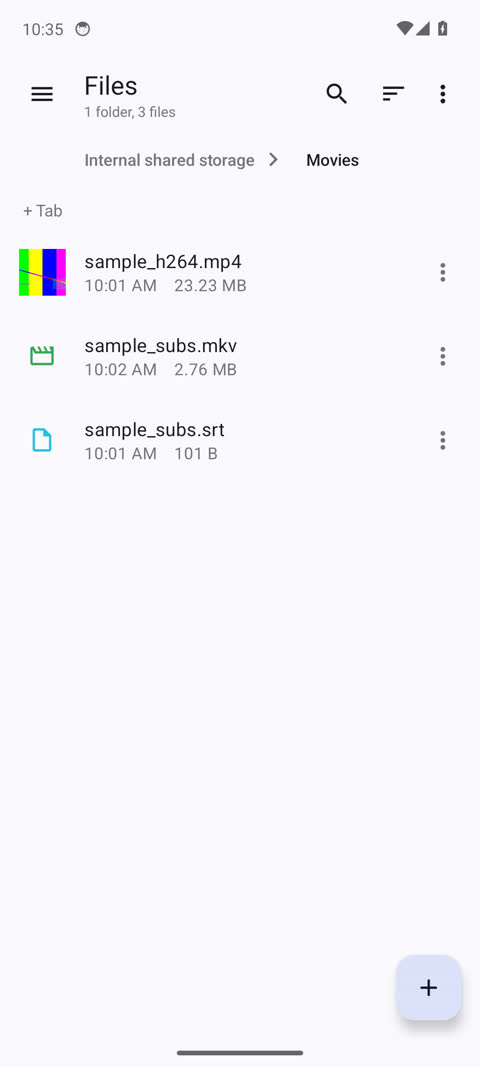 10:35
Files
1 folder, 3 files
Internal shared storage
Movies
+ Tab
sample_h264.mp4
10:01 AM 23.23 MB
sample_subs.mkv
10:02 AM 2.76 MB
sample_subs.srt
10:01 AM 101 B